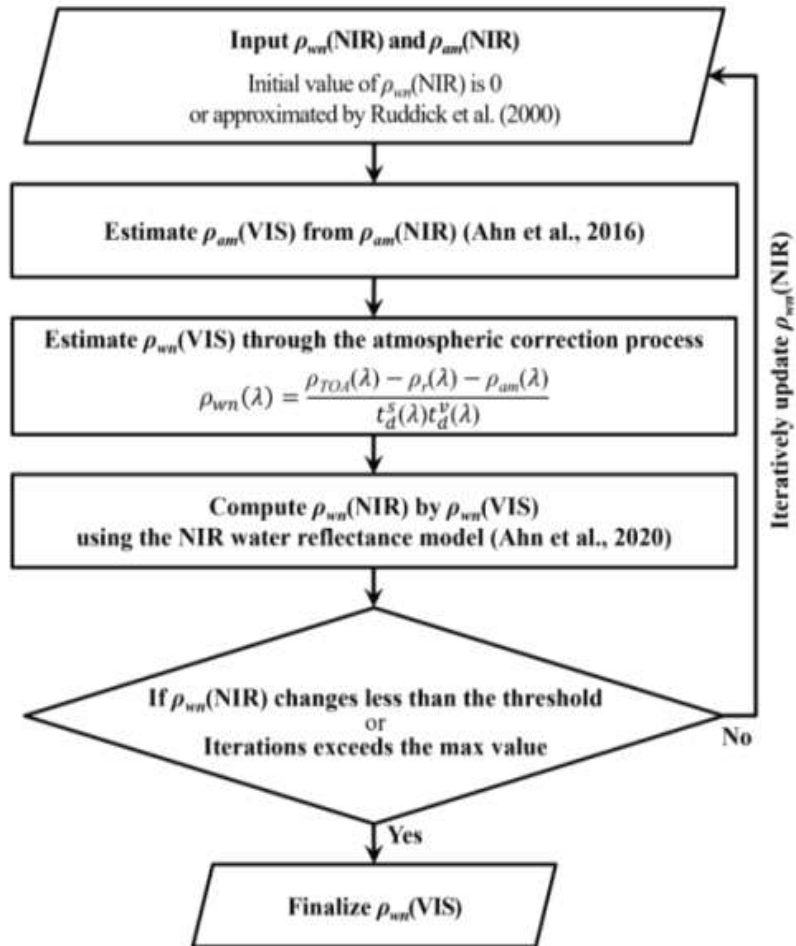 Input ρwn(NIR) and ρam(NIR)
Initial value of ρwn(NIR) is 0
or approximated by Ruddick et al. (2000)
Estimate ρam(VIS) from ρam(NIR) (Ahn et al., 2016)
Estimate ρwn(VIS) through the atmospheric correction process
ρwn(λ) = (ρTOA(λ) − ρr(λ) − ρam(λ)) / (t_d^s(λ)t_d^v(λ))
Compute ρwn(NIR) by ρwn(VIS)
using the NIR water reflectance model (Ahn et al., 2020)
If ρwn(NIR) changes less than the threshold
or
Iterations exceeds the max value
No
Iteratively update ρwn(NIR)
Yes
Finalize ρwn(VIS)